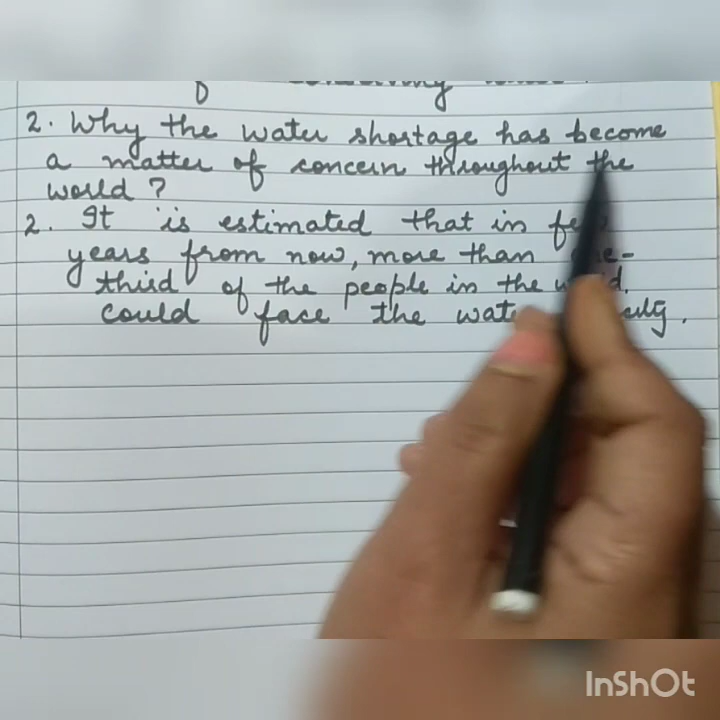 2. Why the water shortage has become
a matter of concern throughout the
world?
2. It is estimated that in
years from now, more than
third of the people in the
could face the
InShOt